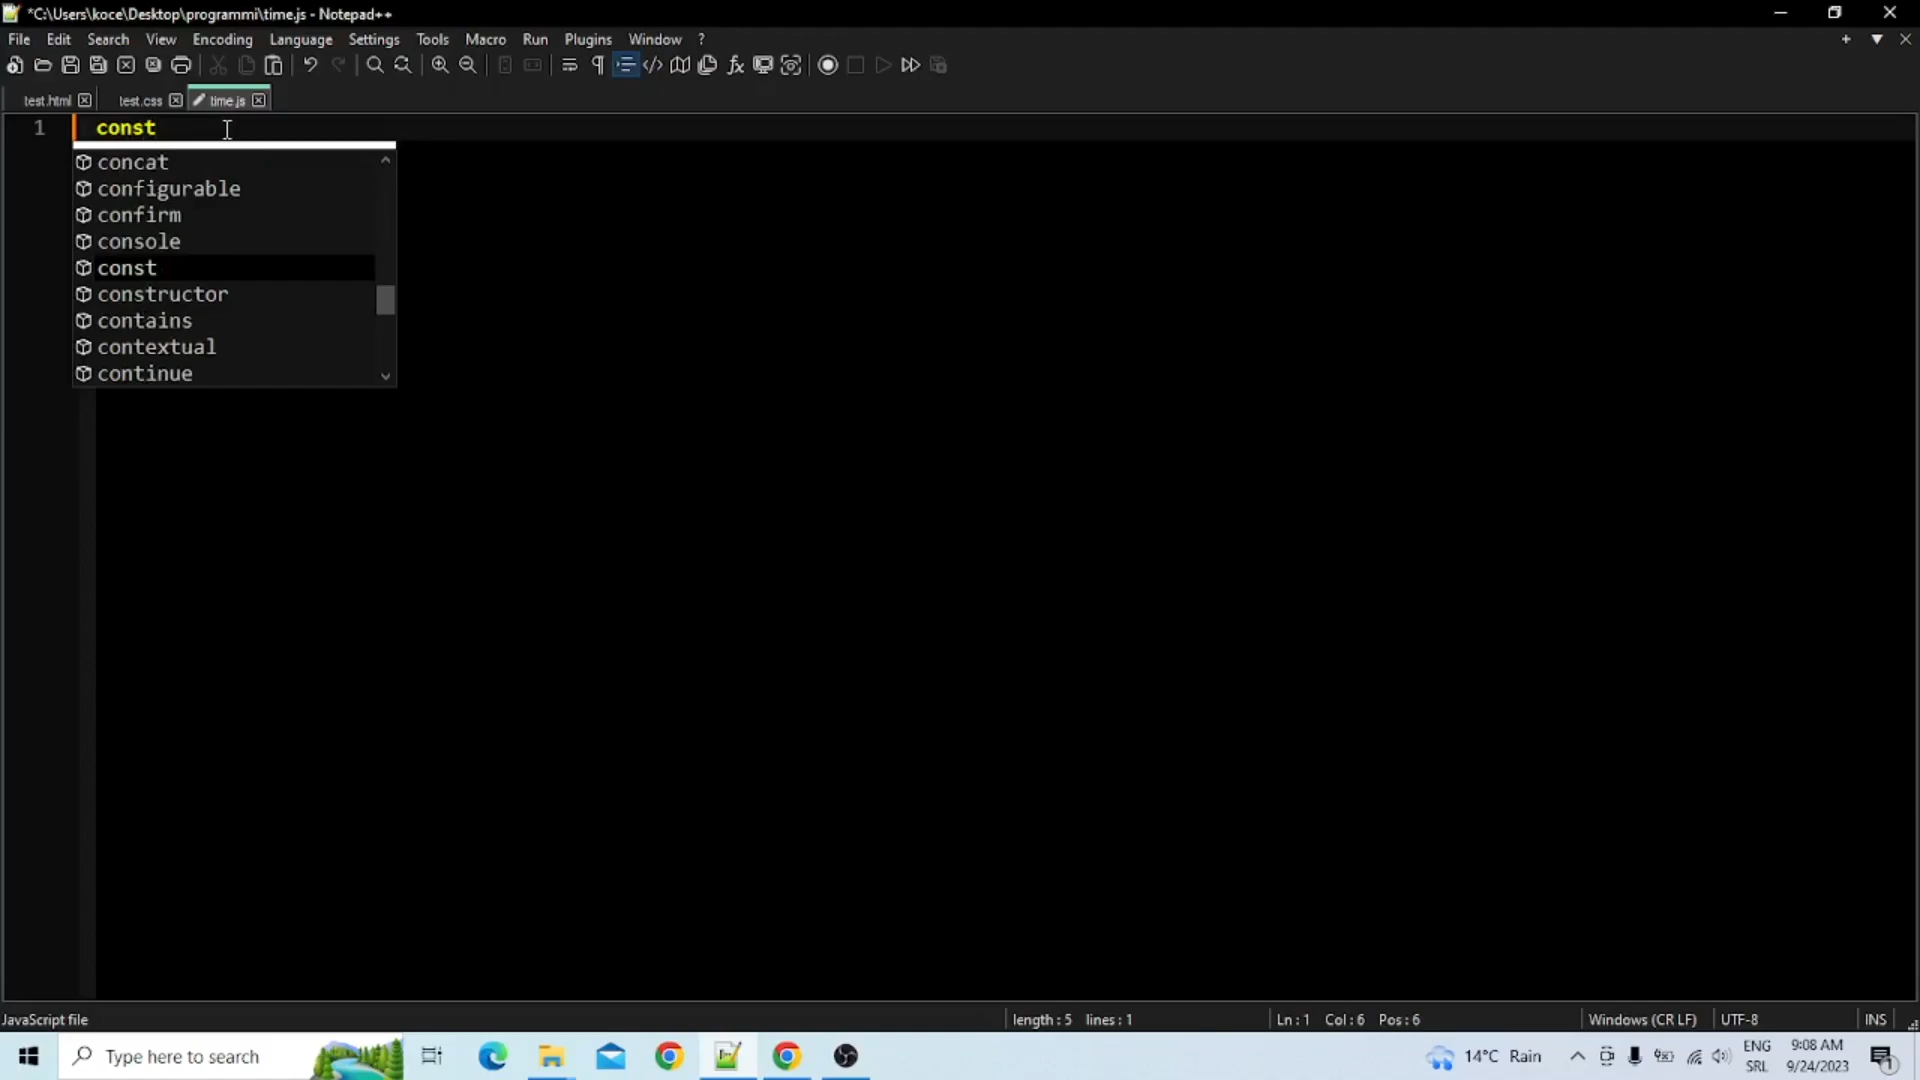 *C:\Users\koce\Desktop\programmi\time.js - Notepad++
File Edit Search View Encoding Language Settings Tools Macro Run Plugins Window ?
test.html test.css time.js
1 const
concat
configurable
confirm
console
const
constructor
contains
contextual
continue
JavaScript file length : 5 lines : 1 Ln : 1 Col : 6 Pos : 6 Windows (CR LF) UTF-8 INS
Type here to search 14°C Rain ENG SRL 9:08 AM 9/24/2023 1